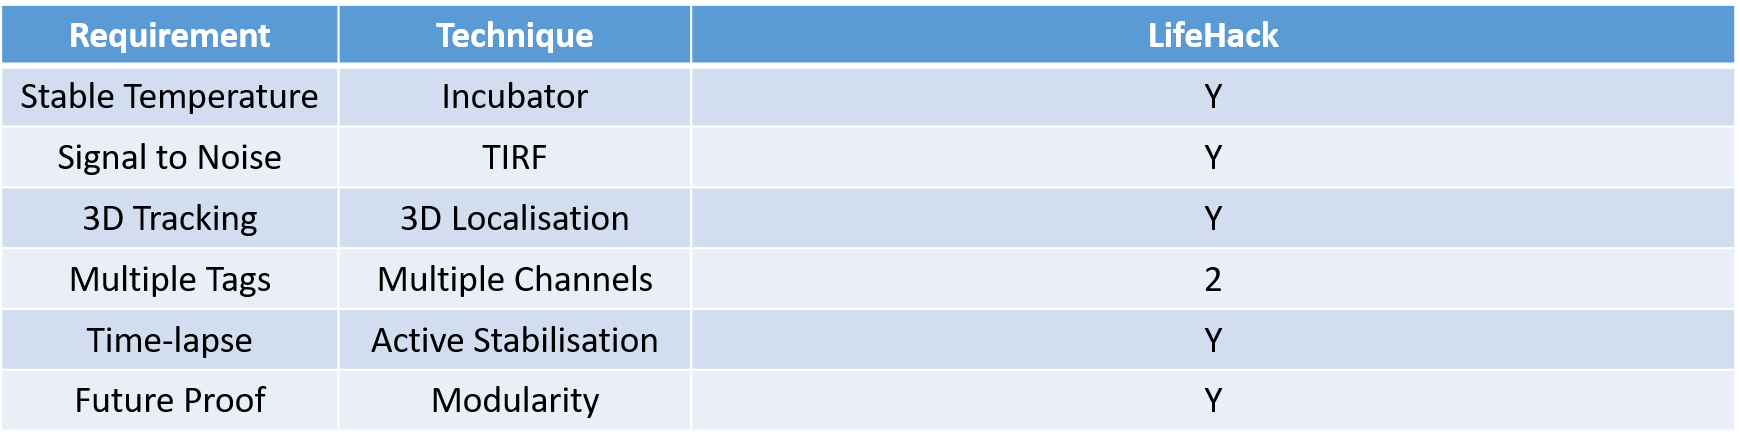 Requirement Technique LifeHack
Stable Temperature Incubator Y
Signal to Noise TIRF Y
3D Tracking 3D Localisation Y
Multiple Tags Multiple Channels 2
Time-lapse Active Stabilisation Y
Future Proof Modularity Y